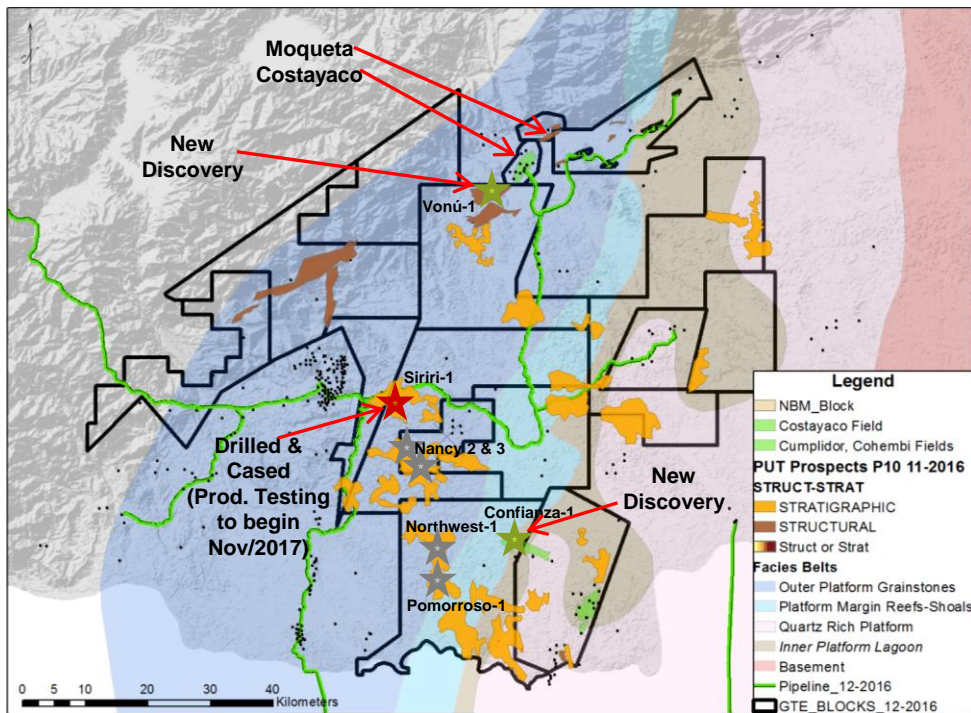 Moqueta
Costayaco
New
Discovery
Vonú-1
Siriri-1
Drilled &
Cased
(Prod. Testing
to begin
Nov/2017)
Nancy 2 & 3
New
Discovery
Confianza-1
Northwest-1
Pomorroso-1
Legend
NBM_Block
Costayaco Field
Cumplidor, Cohembi Fields
PUT Prospects P10 11-2016
STRUCT-STRAT
STRATIGRAPHIC
STRUCTURAL
Struct or Strat
Facies Belts
Outer Platform Grainstones
Platform Margin Reefs-Shoals
Quartz Rich Platform
Inner Platform Lagoon
Basement
Pipeline_12-2016
GTE_BLOCKS_12-2016
0 5 10 20 30 40
Kilometers